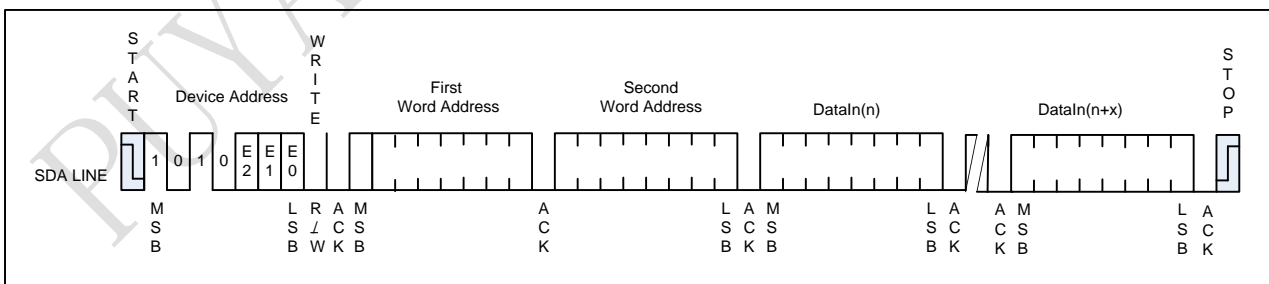 PUYA
START
WRITE
STOP
Device Address
First
Word Address
Second
Word Address
DataIn(n)
DataIn(n+x)
SDA LINE
1 0 1 0 E2 E1 E0
MSB
LSB
R/W
ACK
MSB
ACK
LSB
ACK
MSB
LSB
ACK
ACK
MSB
LSB
ACK